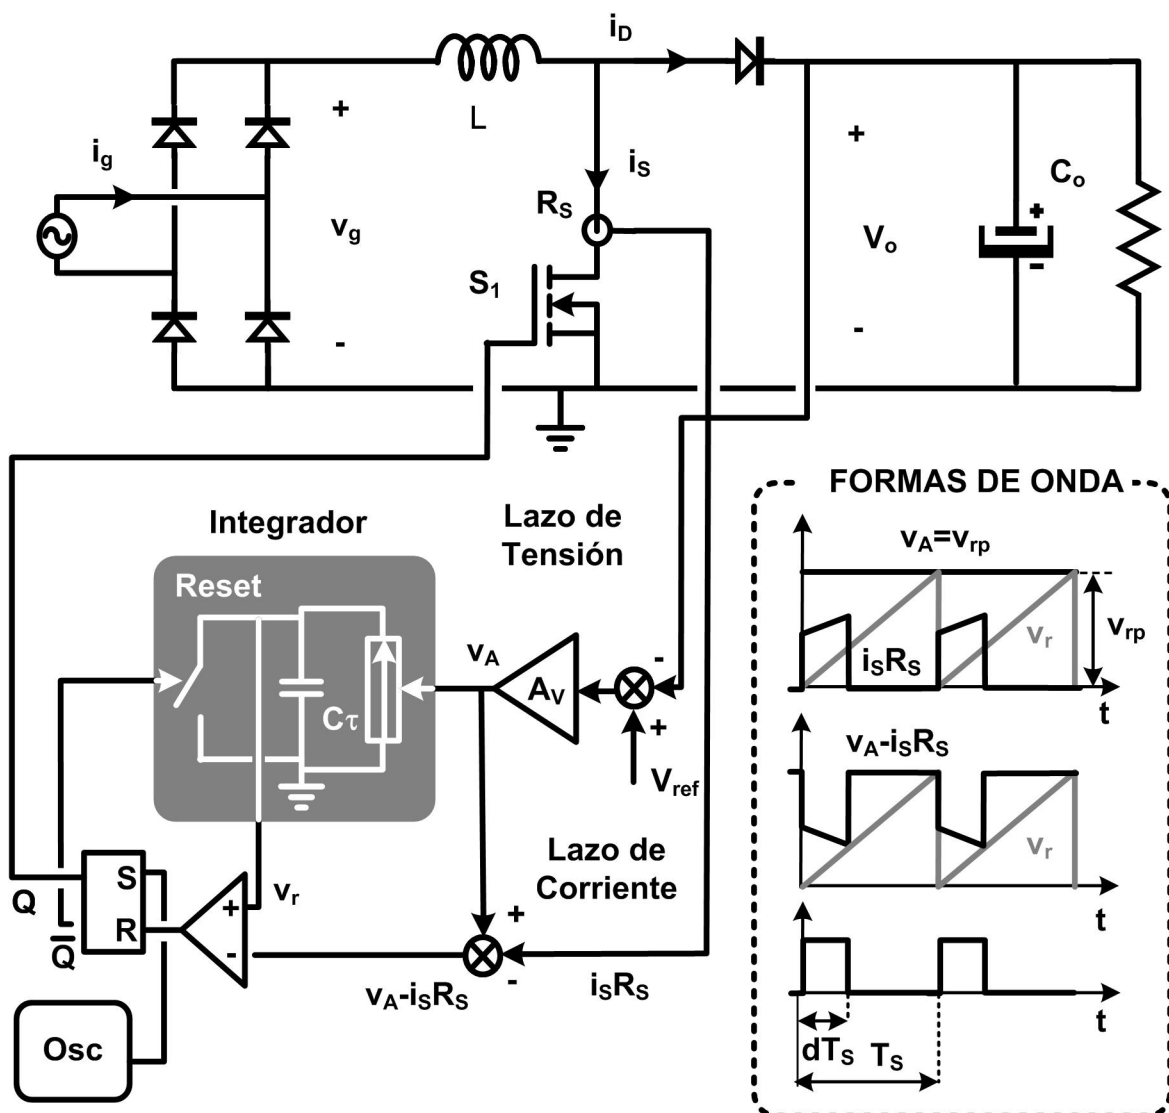 i_D
+
L
i_g
i_S
+
C_o
R_S
v_g
V_o
+
-
S_1
-
-
FORMAS DE ONDA
Integrador
Lazo de
Tensión
v_A=v_rp
Reset
v_r
v_rp
i_SR_S
t
v_A
A_V
-
+
Cτ
V_ref
v_A-i_SR_S
v_r
t
Lazo de
Corriente
Q
S
R
Q̅
+
-
v_r
+
-
v_A-i_SR_S
i_SR_S
Osc
t
dT_S
T_S